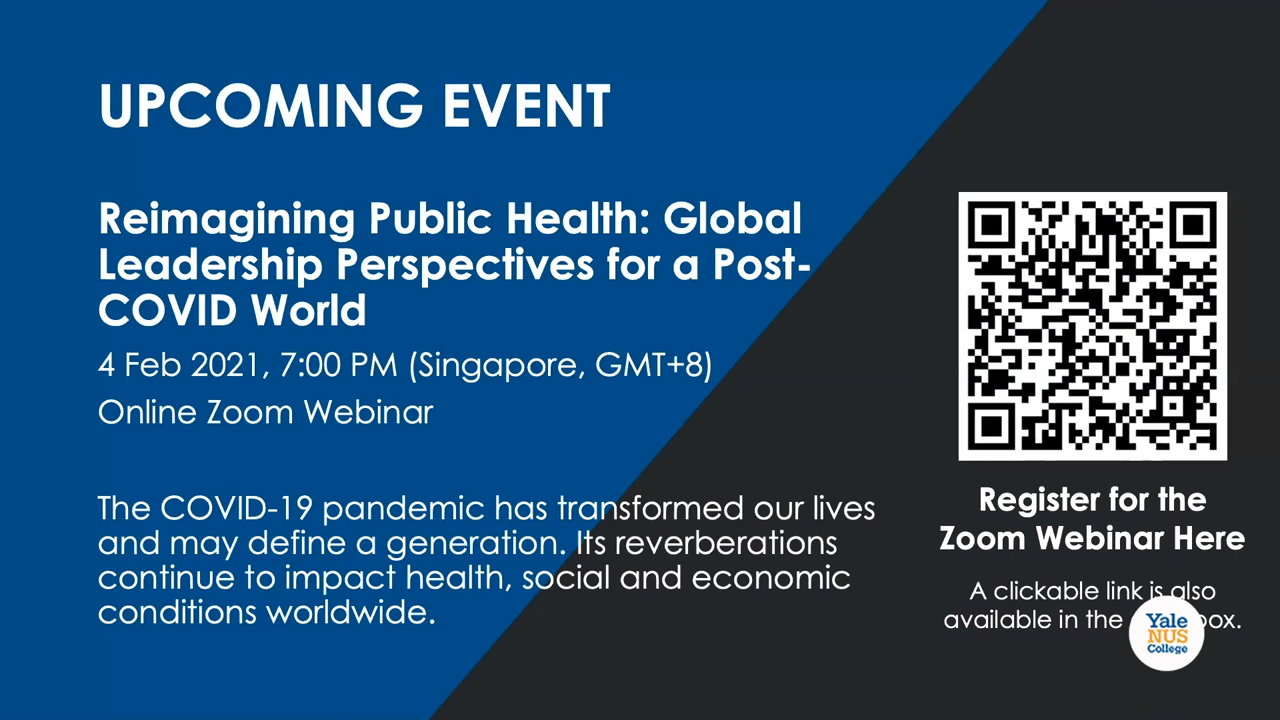 UPCOMING EVENT
Reimagining Public Health: Global
Leadership Perspectives for a Post-
COVID World
4 Feb 2021, 7:00 PM (Singapore, GMT+8)
Online Zoom Webinar
The COVID-19 pandemic has transformed our lives
and may define a generation. Its reverberations
continue to impact health, social and economic
conditions worldwide.
Register for the
Zoom Webinar Here
A clickable link is also
available in the
Yale
NUS
College